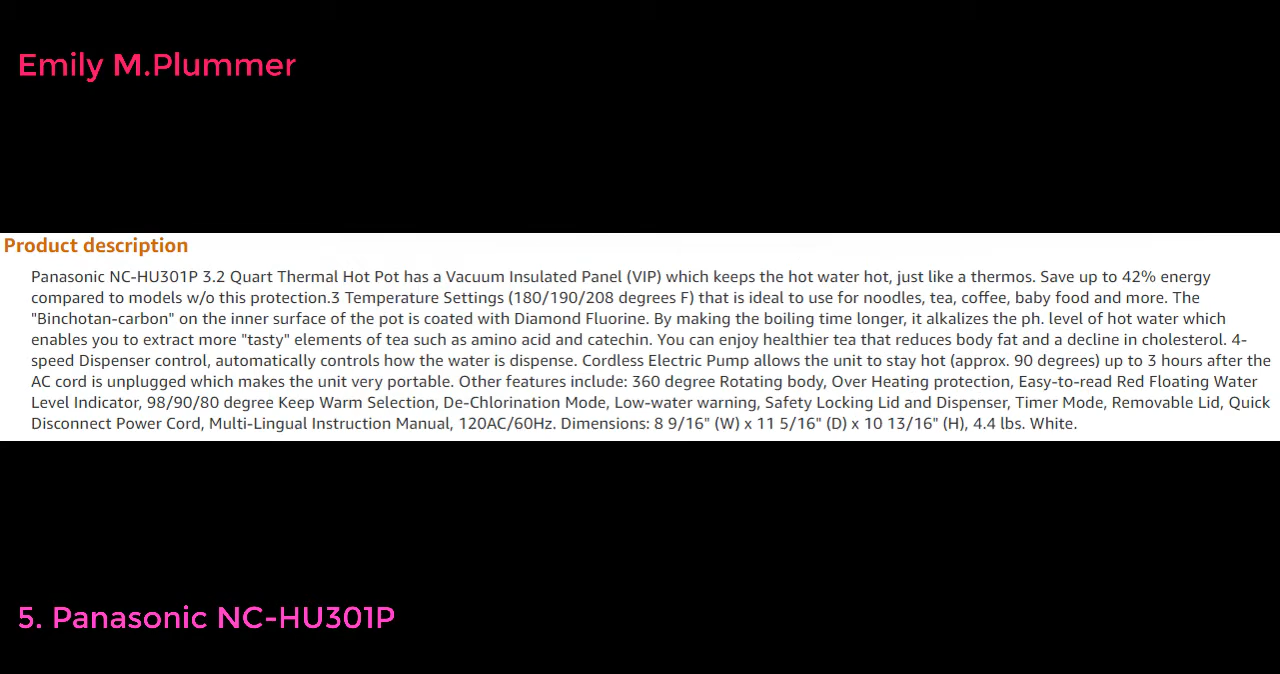 Emily M.Plummer
Product description
Panasonic NC-HU301P 3.2 Quart Thermal Hot Pot has a Vacuum Insulated Panel (VIP) which keeps the hot water hot, just like a thermos. Save up to 42% energy
compared to models w/o this protection.3 Temperature Settings (180/190/208 degrees F) that is ideal to use for noodles, tea, coffee, baby food and more. The
"Binchotan-carbon" on the inner surface of the pot is coated with Diamond Fluorine. By making the boiling time longer, it alkalizes the ph. level of hot water which
enables you to extract more "tasty" elements of tea such as amino acid and catechin. You can enjoy healthier tea that reduces body fat and a decline in cholesterol. 4-
speed Dispenser control, automatically controls how the water is dispense. Cordless Electric Pump allows the unit to stay hot (approx. 90 degrees) up to 3 hours after the
AC cord is unplugged which makes the unit very portable. Other features include: 360 degree Rotating body, Over Heating protection, Easy-to-read Red Floating Water
Level Indicator, 98/90/80 degree Keep Warm Selection, De-Chlorination Mode, Low-water warning, Safety Locking Lid and Dispenser, Timer Mode, Removable Lid, Quick
Disconnect Power Cord, Multi-Lingual Instruction Manual, 120AC/60Hz. Dimensions: 8 9/16" (W) x 11 5/16" (D) x 10 13/16" (H), 4.4 lbs. White.
5. Panasonic NC-HU301P